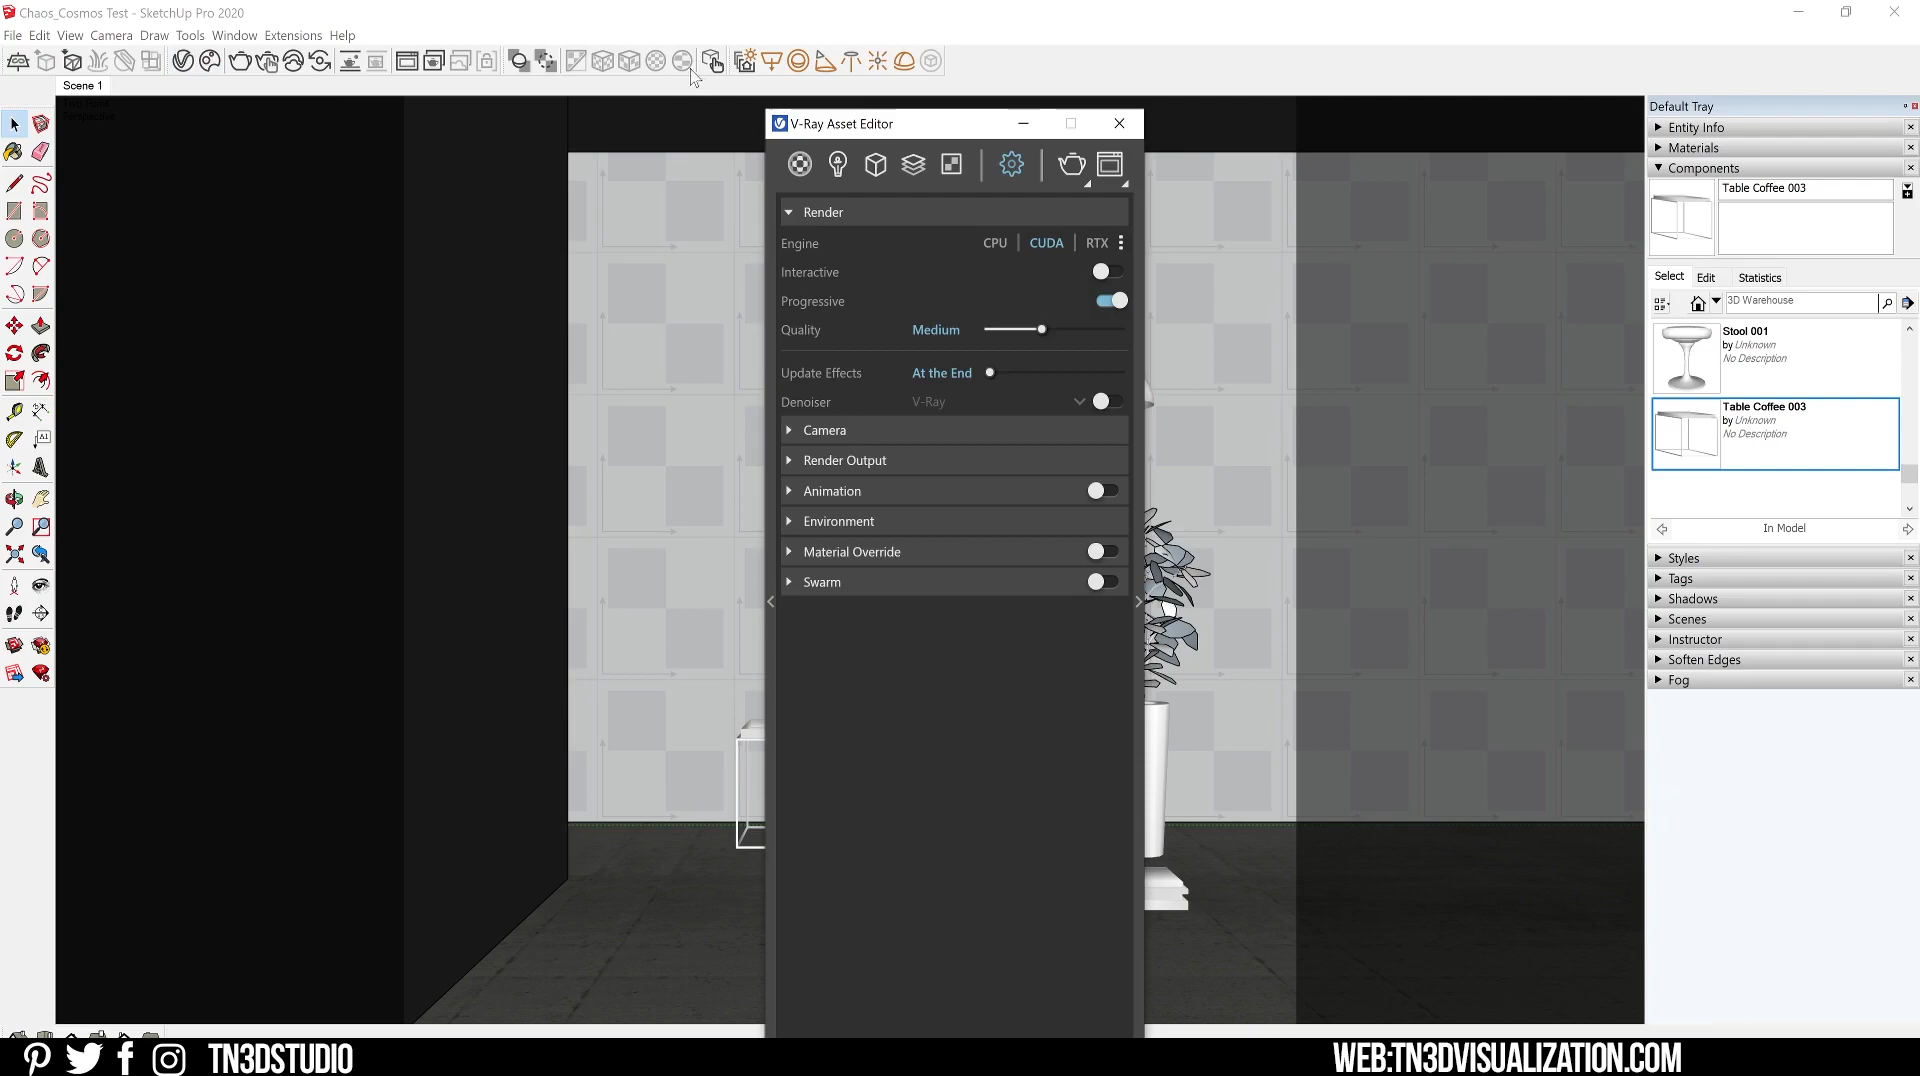 Chaos_Cosmos Test - SketchUp Pro 2020
File Edit View Camera Draw Tools Window Extensions Help
Scene 1
Two Point
Perspective
V-Ray Asset Editor
Render
Engine CPU CUDA RTX
Interactive
Progressive
Quality Medium
Update Effects At the End
Denoiser V-Ray
Camera
Render Output
Animation
Environment
Material Override
Swarm
Default Tray
Entity Info
Materials
Components
Table Coffee 003
Select Edit Statistics
3D Warehouse
Stool 001
by Unknown
No Description
Table Coffee 003
by Unknown
No Description
In Model
Styles
Tags
Shadows
Scenes
Instructor
Soften Edges
Fog
A1
TN3DSTUDIO
WEB:TN3DVISUALIZATION.COM